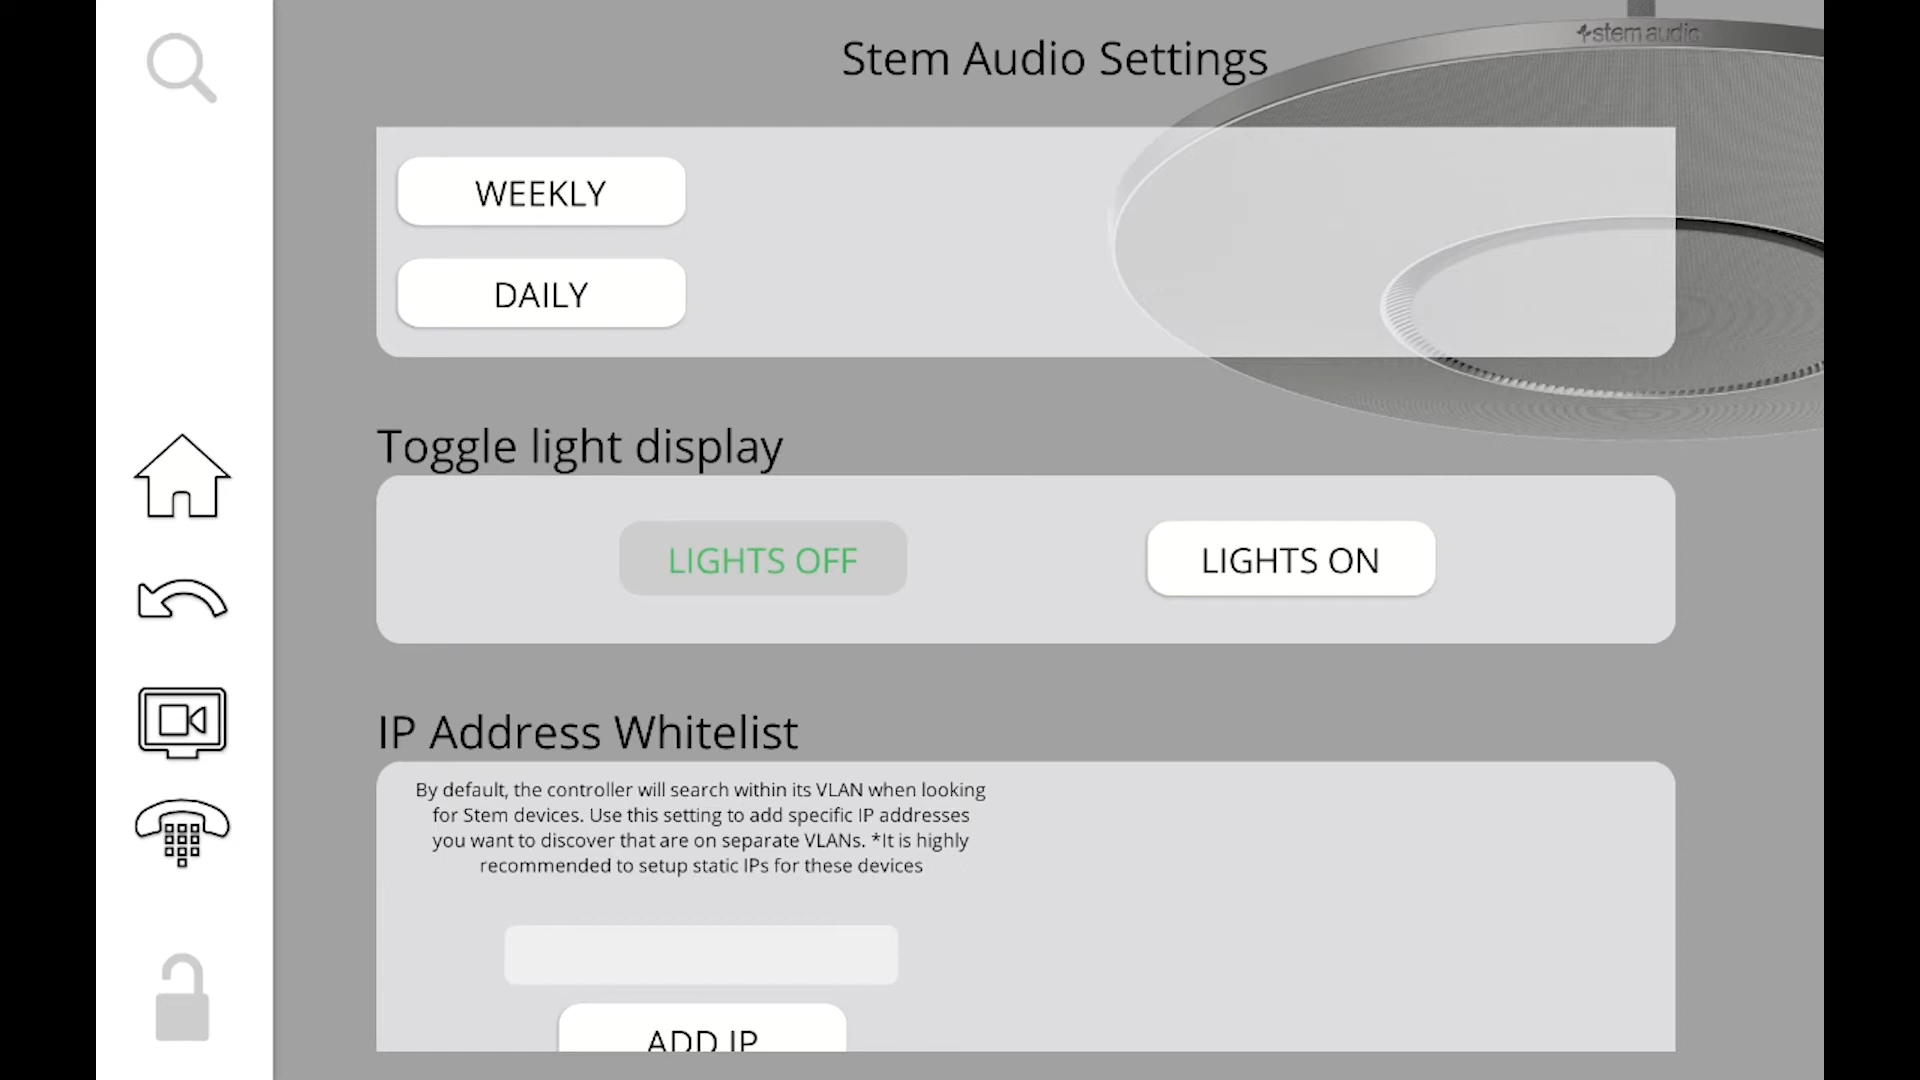 stem audio
Stem Audio Settings
WEEKLY
DAILY
Toggle light display
LIGHTS OFF
LIGHTS ON
IP Address Whitelist
By default, the controller will search within its VLAN when looking
for Stem devices. Use this setting to add specific IP addresses
you want to discover that are on separate VLANs. *It is highly
recommended to setup static IPs for these devices
ADD IP